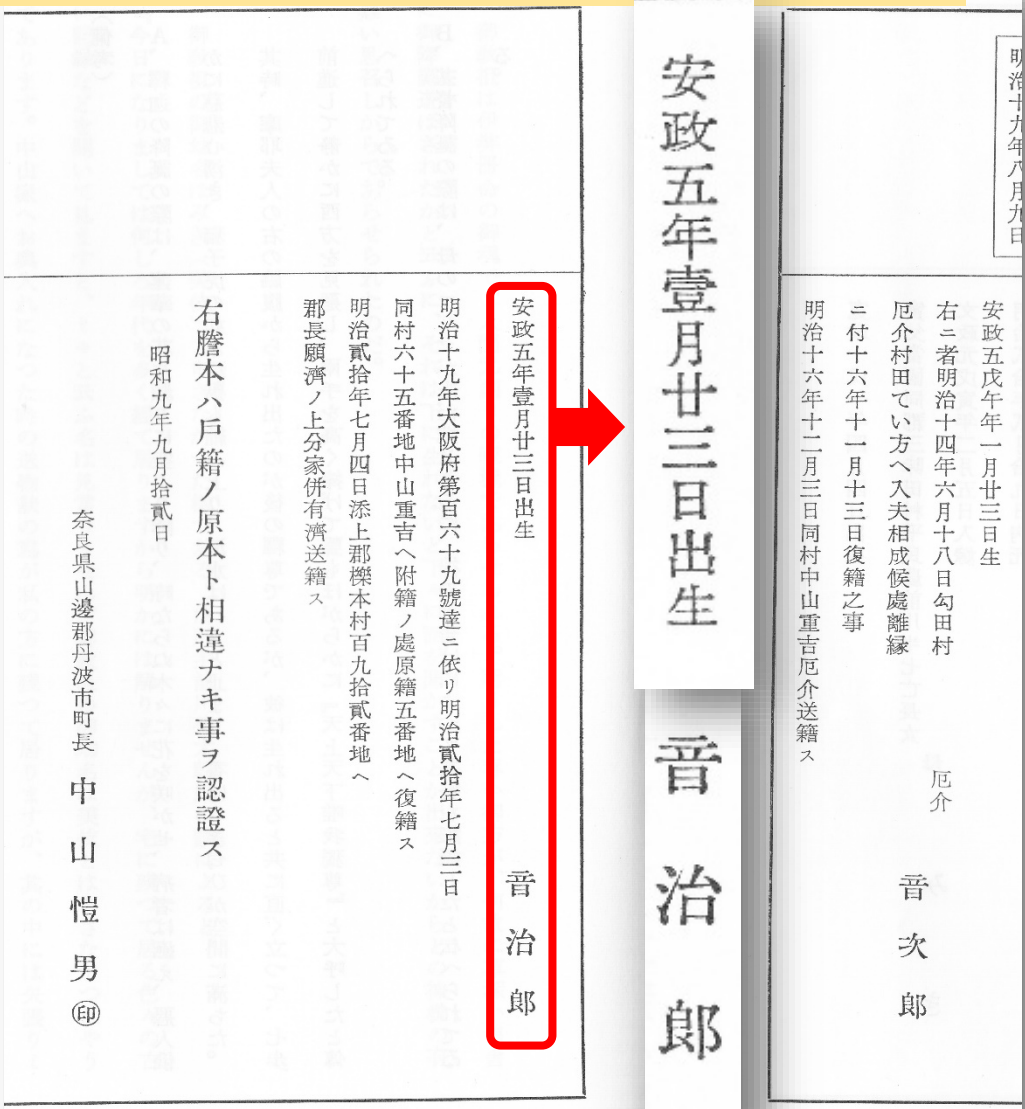 明治十九年八月九日
安政五戊午年一月廿三日生
右ニ者明治十四年六月十八日勾田村
厄介村田てい方へ入夫相成候處離縁
ニ付十六年十一月十三日復籍之事
明治十六年十二月三日同村中山重吉厄介送籍ス
厄介
音次郎
安政五年壹月廿三日出生
音治郎
安政五年壹月廿三日出生
音治郎
明治十九年大阪府第百六十九號達ニ依リ明治貳拾年七月三日
同村六十五番地中山重吉へ附籍ノ處原籍五番地へ復籍ス
明治貳拾年七月四日添上郡櫟本村百九拾貳番地へ
郡長願濟ノ上分家併有濟送籍ス
右謄本ハ戸籍ノ原本ト相違ナキ事ヲ認證ス
昭和九年九月拾貳日
奈良県山邊郡丹波市町長 中山愷男㊞